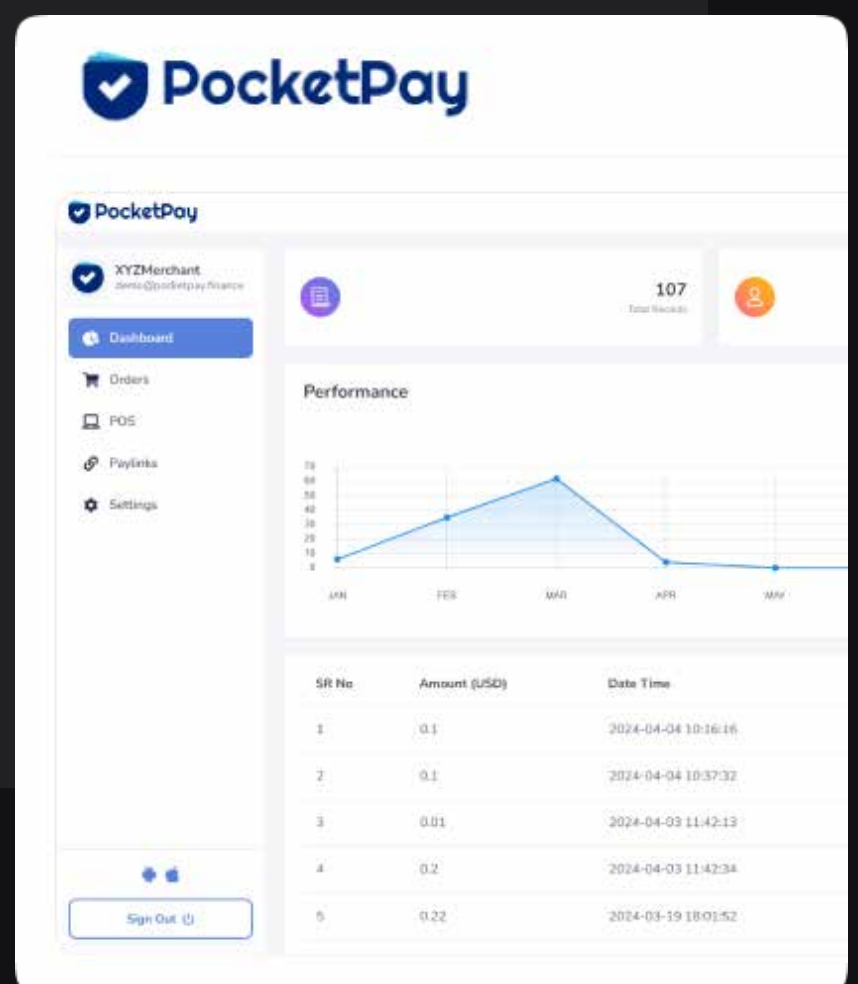 PocketPay
PocketPay
XYZMerchant
demo@pocketpay.finance
107
Total Records
Dashboard
Orders
POS
Paylinks
Settings
Performance
70
60
50
40
30
20
10
0
JAN FEB MAR APR MAY
SR No Amount (USD) Date Time
1 0.1 2024-04-04 10:16:16
2 0.1 2024-04-04 10:37:32
3 0.01 2024-04-03 11:42:13
4 0.2 2024-04-03 11:42:34
5 0.22 2024-03-19 18:01:52
Sign Out